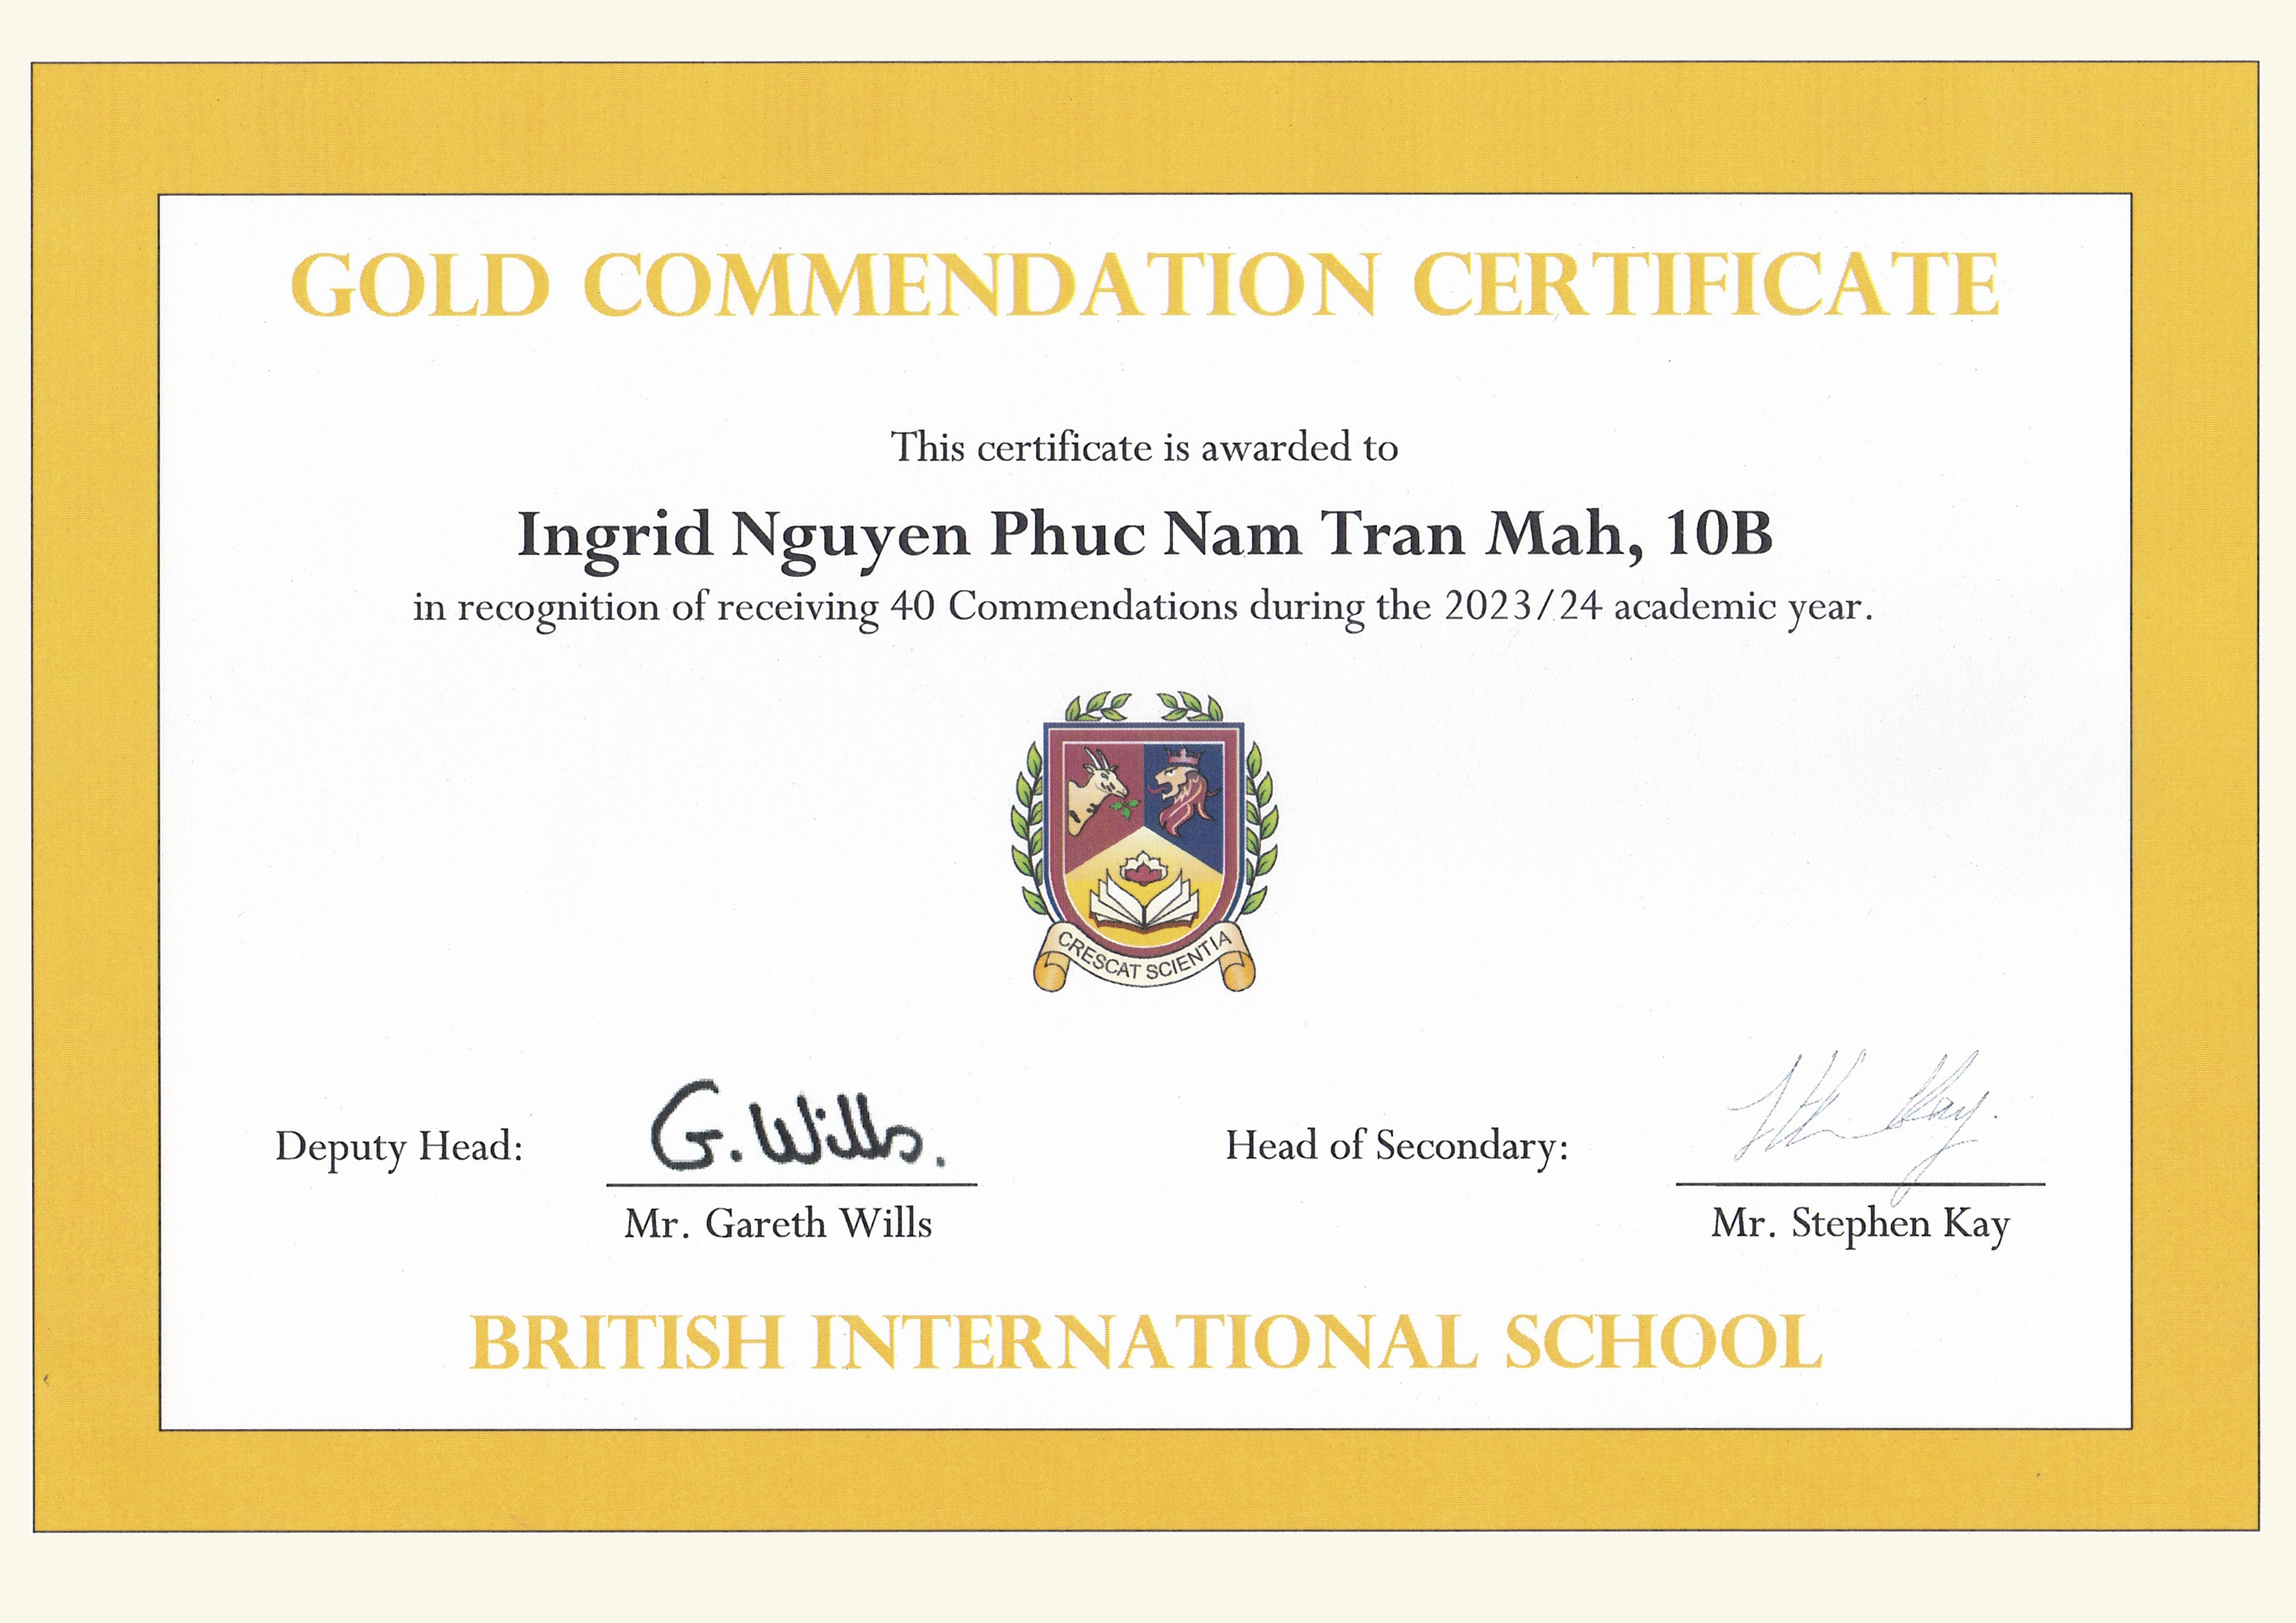 GOLD COMMENDATION CERTIFICATE
This certificate is awarded to
Ingrid Nguyen Phuc Nam Tran Mah, 10B
in recognition of receiving 40 Commendations during the 2023/24 academic year.
CRESCAT SCIENTIA
Deputy Head: G. Wills. Head of Secondary: Kay.
Mr. Gareth Wills Mr. Stephen Kay
BRITISH INTERNATIONAL SCHOOL